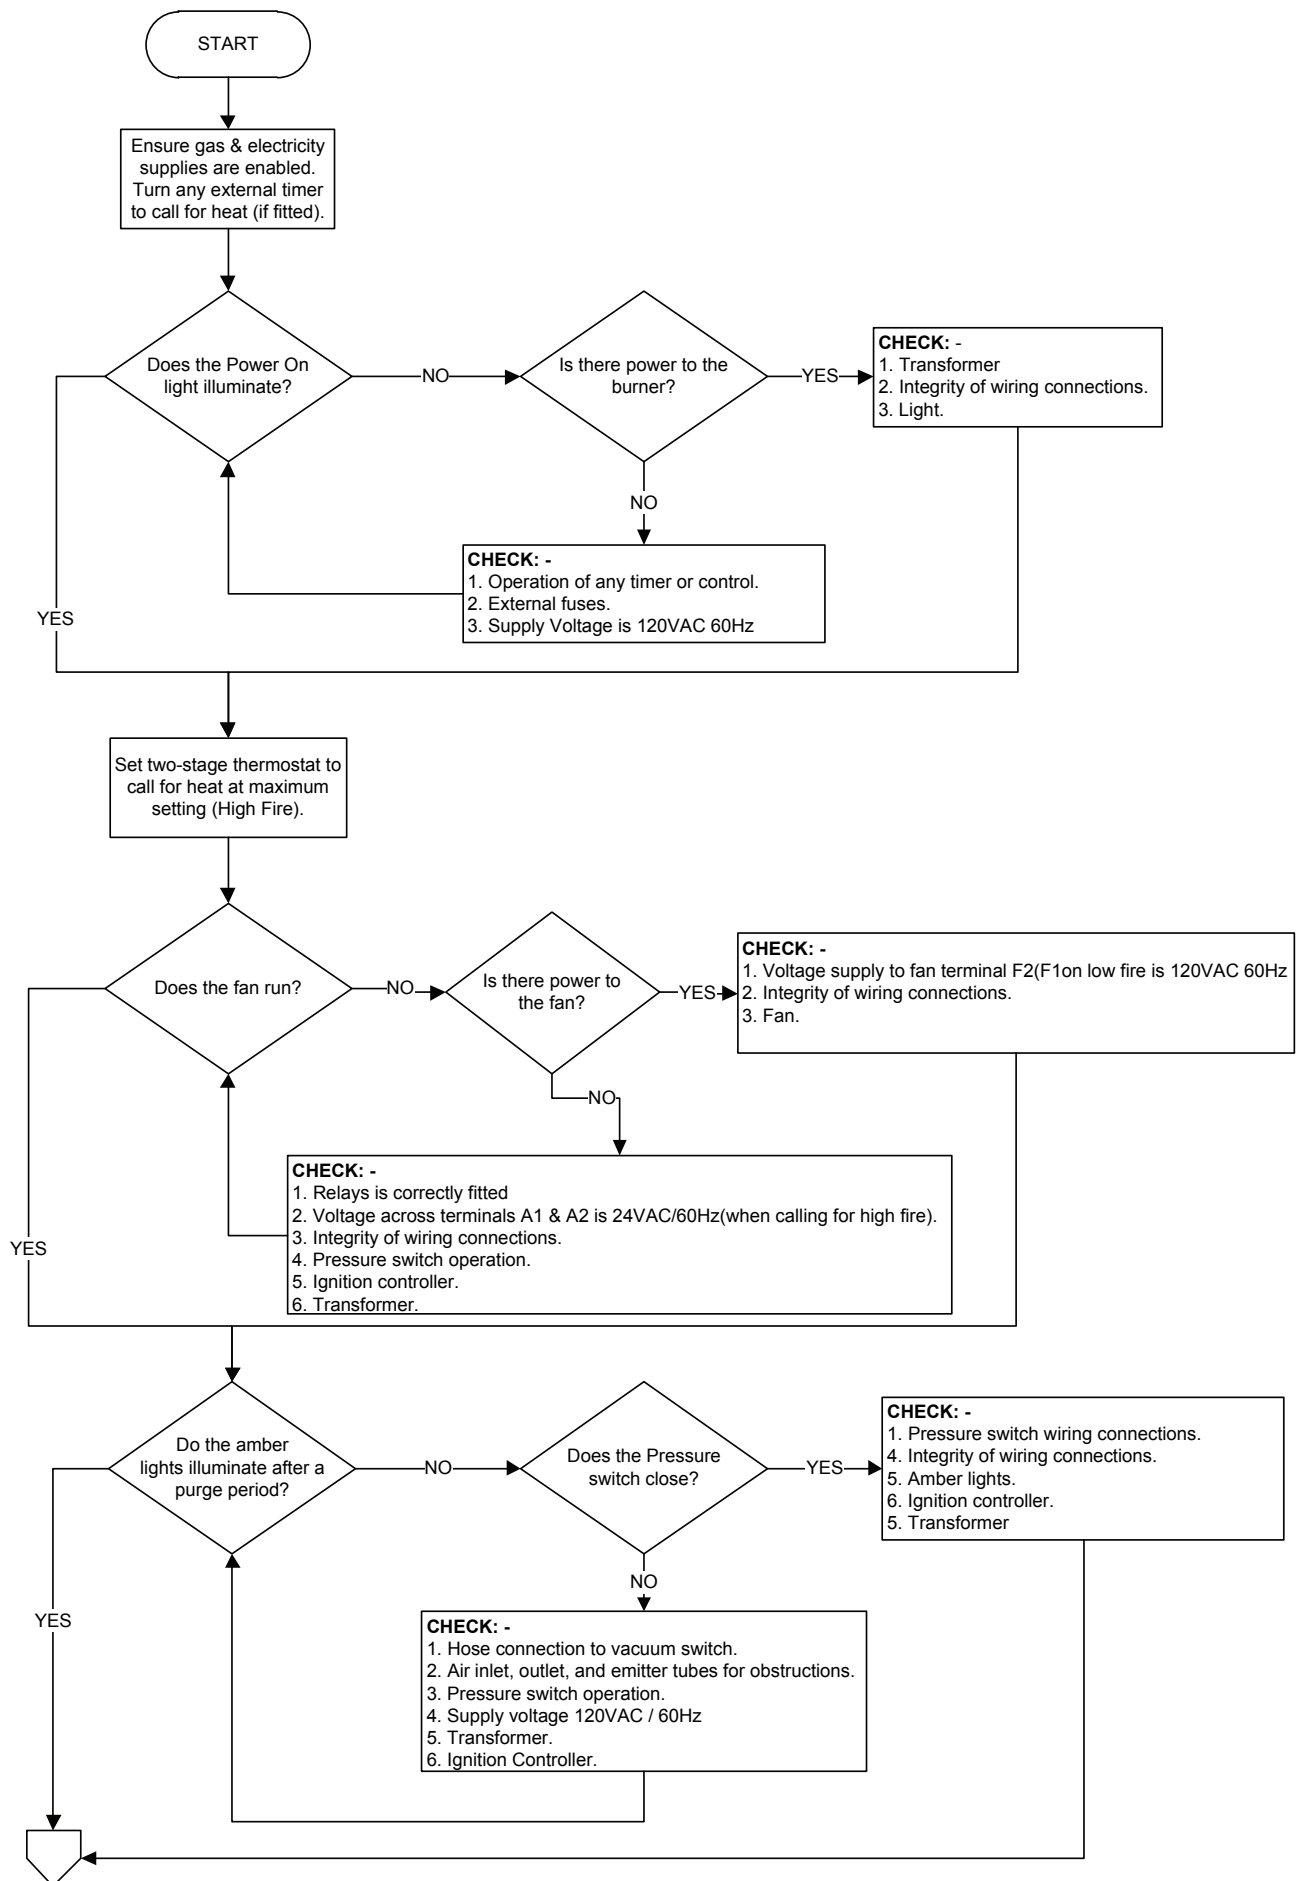 START
Ensure gas & electricity
supplies are enabled.
Turn any external timer
to call for heat (if fitted).
Does the Power On
light illuminate?
NO
Is there power to the
burner?
YES
CHECK: -
1. Transformer
2. Integrity of wiring connections.
3. Light.
NO
CHECK: -
1. Operation of any timer or control.
2. External fuses.
3. Supply Voltage is 120VAC 60Hz
YES
Set two-stage thermostat to
call for heat at maximum
setting (High Fire).
Does the fan run?
NO
Is there power to
the fan?
YES
CHECK: -
1. Voltage supply to fan terminal F2(F1on low fire is 120VAC 60Hz
2. Integrity of wiring connections.
3. Fan.
NO
CHECK: -
1. Relays is correctly fitted
2. Voltage across terminals A1 & A2 is 24VAC/60Hz(when calling for high fire).
3. Integrity of wiring connections.
4. Pressure switch operation.
5. Ignition controller.
6. Transformer.
YES
Do the amber
lights illuminate after a
purge period?
NO
Does the Pressure
switch close?
YES
CHECK: -
1. Pressure switch wiring connections.
4. Integrity of wiring connections.
5. Amber lights.
6. Ignition controller.
5. Transformer
NO
CHECK: -
1. Hose connection to vacuum switch.
2. Air inlet, outlet, and emitter tubes for obstructions.
3. Pressure switch operation.
4. Supply voltage 120VAC / 60Hz
5. Transformer.
6. Ignition Controller.
YES